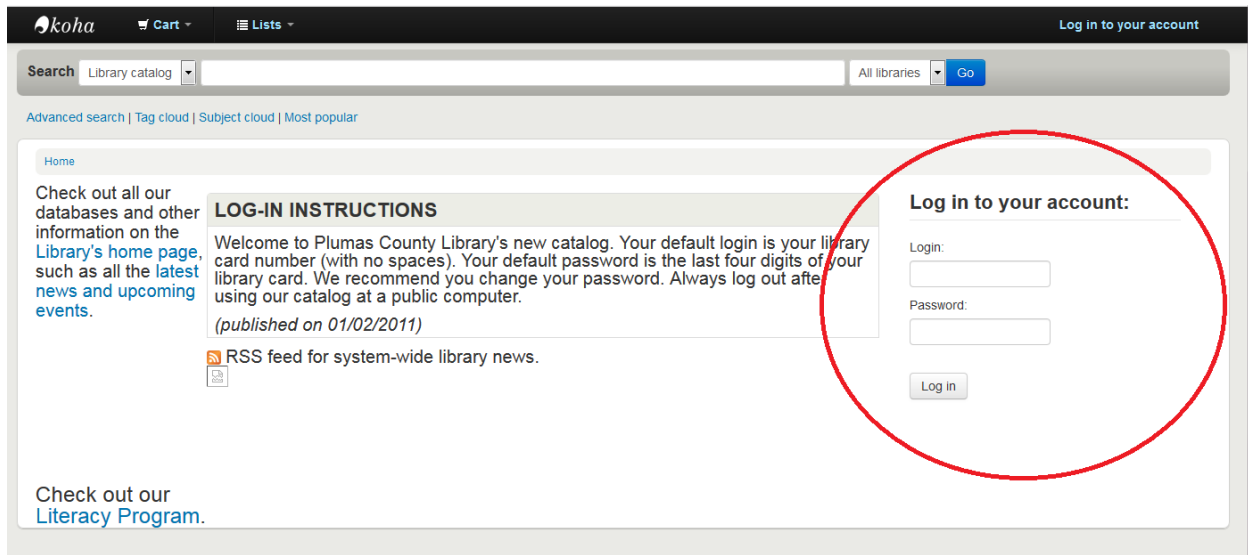 koha Cart Lists Log in to your account
Search Library catalog All libraries Go
Advanced search | Tag cloud | Subject cloud | Most popular
Home
Check out all our
databases and other
information on the
Library's home page,
such as all the latest
news and upcoming
events.
LOG-IN INSTRUCTIONS
Welcome to Plumas County Library's new catalog. Your default login is your library
card number (with no spaces). Your default password is the last four digits of your
library card. We recommend you change your password. Always log out after
using our catalog at a public computer.
(published on 01/02/2011)
RSS feed for system-wide library news.
Log in to your account:
Login:
Password:
Log in
Check out our
Literacy Program.